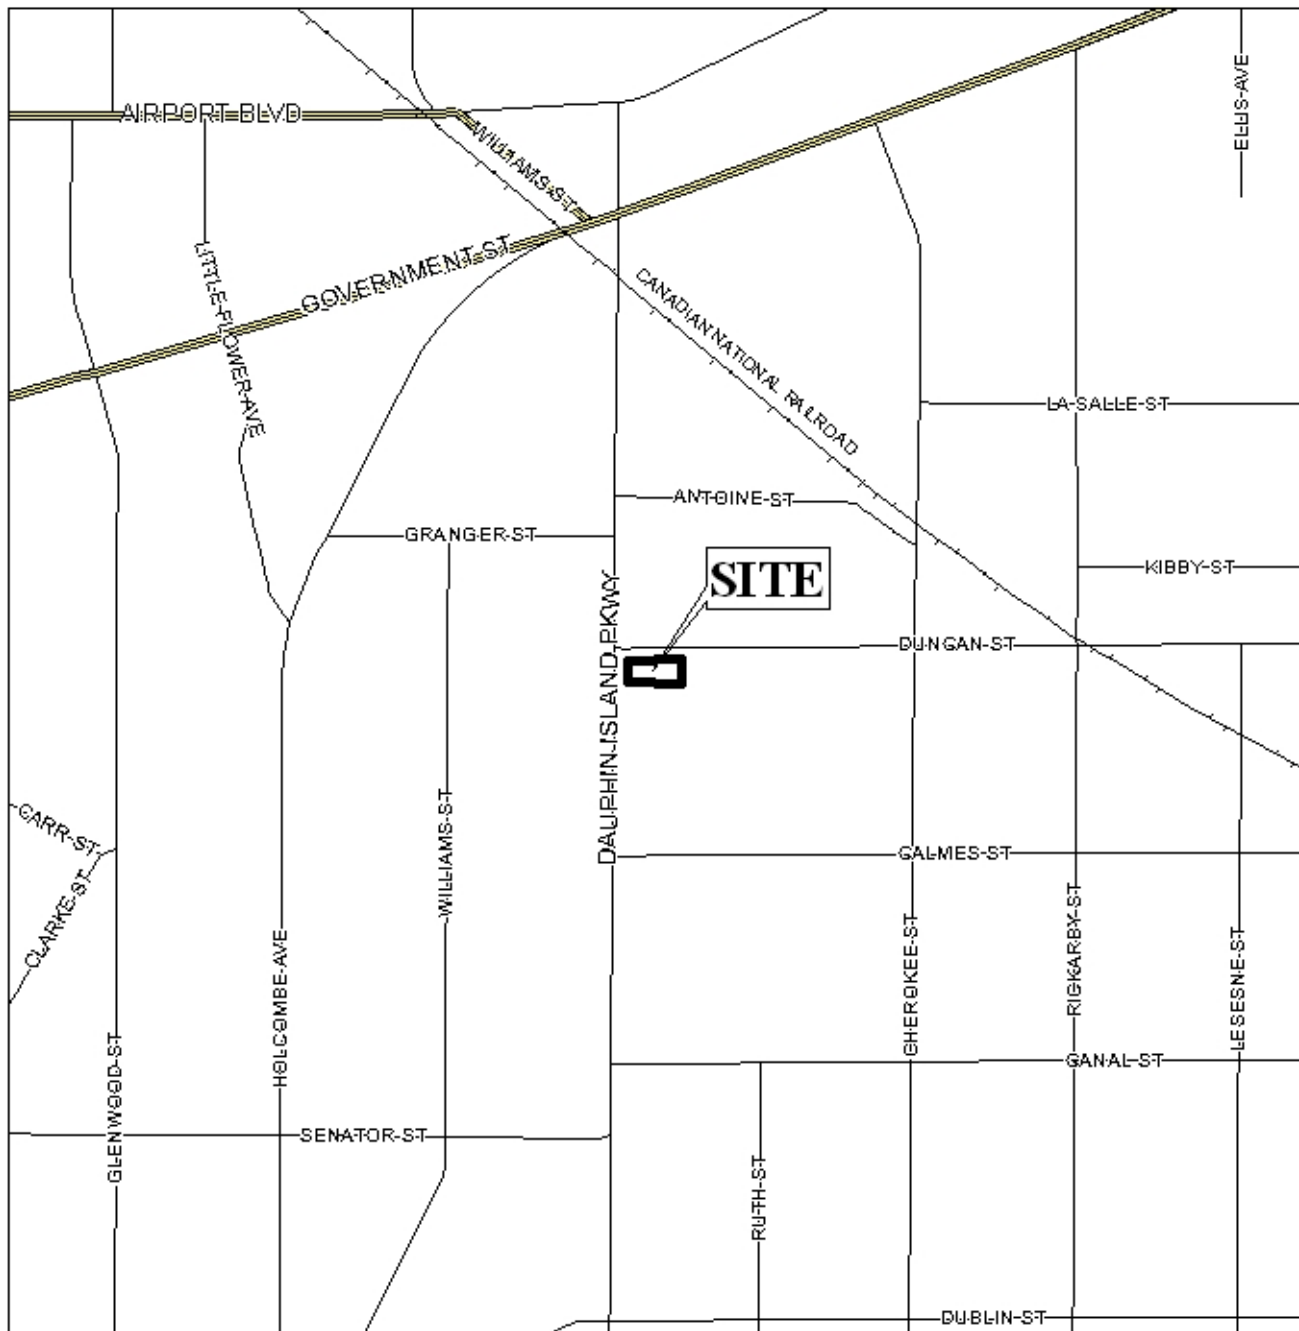 AIRPORT BLVD
ELLIS AVE
WILLIAMS ST
LITTLE FLOWER AVE
GOVERNMENT ST
CANADIAN NATIONAL RAILROAD
LA SALLE ST
ANTOINE ST
GRANGER ST
SITE
KIBBY ST
DUNCAN ST
DAUPHIN ISLAND PKWY
CARR ST
WILLIAMS ST
CALMES ST
CLARKE ST
HOLCOMBE AVE
CHEROKEE ST
RICKARBY ST
LESESNE ST
GLENWOOD ST
CANAL ST
SENATOR ST
RUTH ST
DUBLIN ST